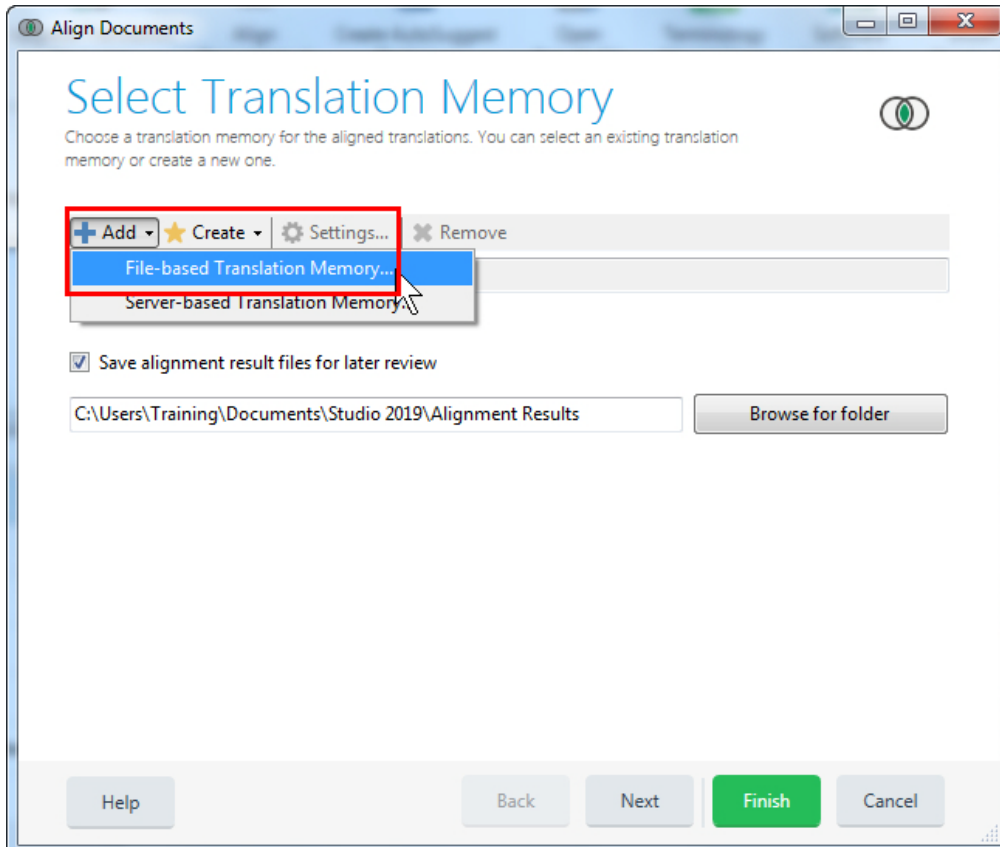 Align Documents
Select Translation Memory
Choose a translation memory for the aligned translations. You can select an existing translation
memory or create a new one.
Add Create Settings... Remove
File-based Translation Memory...
Server-based Translation Memory...
Save alignment result files for later review
C:\Users\Training\Documents\Studio 2019\Alignment Results Browse for folder
Help Back Next Finish Cancel